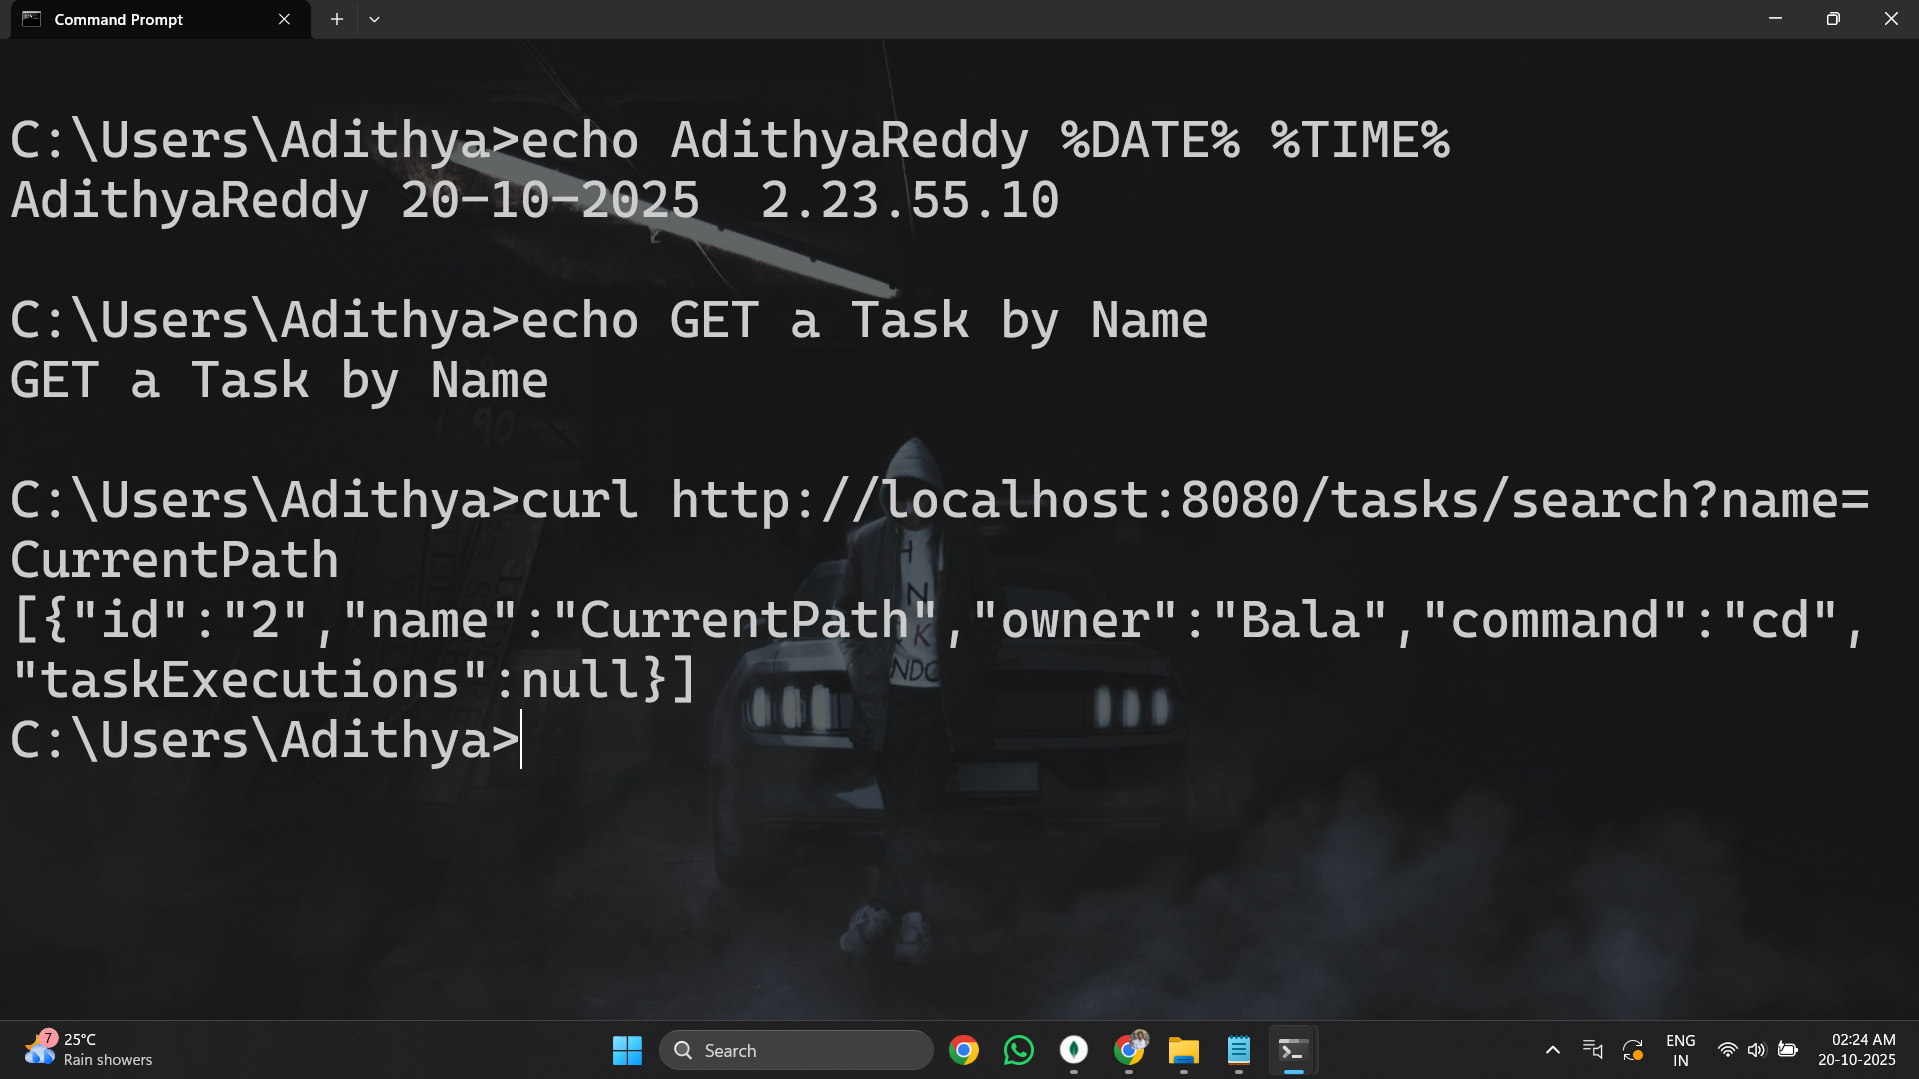 Command Prompt
C:\Users\Adithya>echo AdithyaReddy %DATE% %TIME%
AdithyaReddy 20-10-2025  2.23.55.10
C:\Users\Adithya>echo GET a Task by Name
GET a Task by Name
C:\Users\Adithya>curl http://localhost:8080/tasks/search?name=
CurrentPath
[{"id":"2","name":"CurrentPath","owner":"Bala","command":"cd",
"taskExecutions":null}]
C:\Users\Adithya>
7
25°C
Rain showers
Search
ENG
IN
02:24 AM
20-10-2025